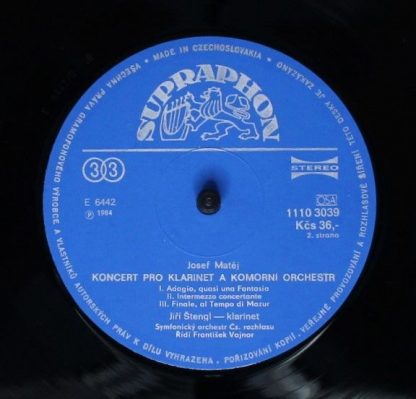 • MADE IN CZECHOSLOVAKIA •
VŠECHNA PRÁVA GRAMOFONOVÉHO VÝROBCE A VLASTNÍKŮ AUTORSKÝCH PRÁV K DÍLU VYHRAZENA. POŘIZOVÁNÍ KOPIÍ, VEŘEJNÉ PROVOZOVÁNÍ A ROZHLASOVÉ ŠÍŘENÍ TÉTO DESKY JE ZAKÁZÁNO
SUPRAPHON
33
STEREO
E 6442
Ⓟ 1984
OSA
1110 3039
Kčs 36,-
2. strana
Josef Matěj
KONCERT PRO KLARINET A KOMORNÍ ORCHESTR
I. Adagio, quasi una Fantasia
II. Intermezzo concertante
III. Finale, al Tempo di Mazur
Jiří Štengl — klarinet
Symfonický orchestr Čs. rozhlasu
Řídí František Vajnar